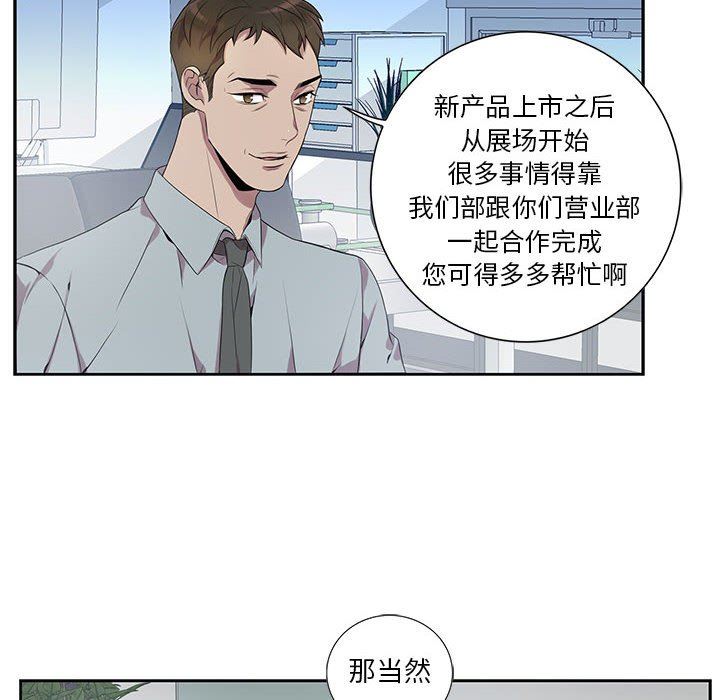 新产品上市之后
从展场开始
很多事情得靠
我们部跟你们营业部
一起合作完成
您可得多多帮忙啊
那当然